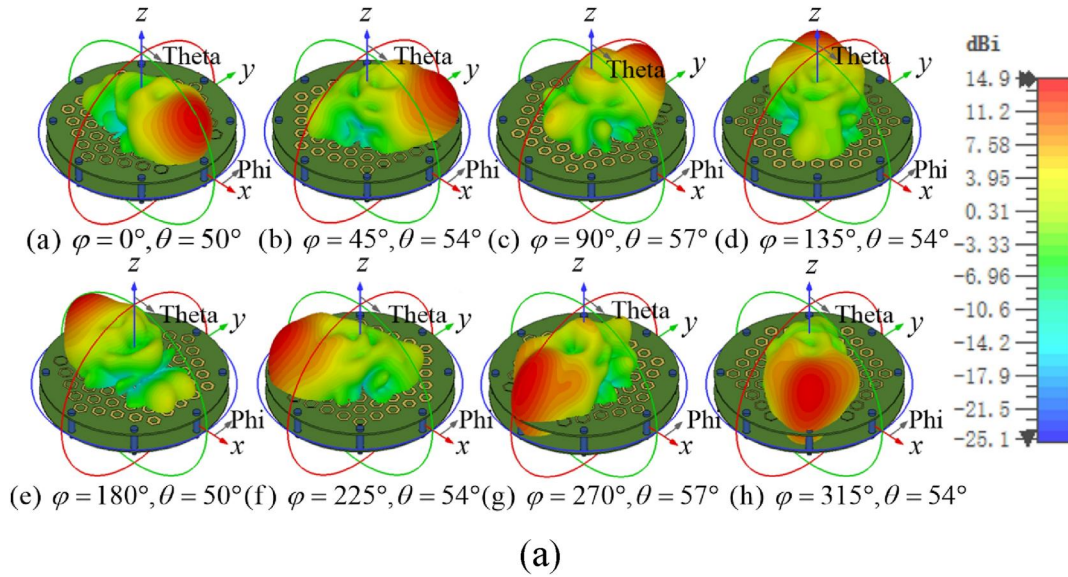 z z z z
Theta Theta Theta Theta
y y y y
Phi Phi Phi Phi
x x x x
(a) φ = 0°, θ = 50° (b) φ = 45°, θ = 54° (c) φ = 90°, θ = 57° (d) φ = 135°, θ = 54°
z z z z
Theta Theta Theta Theta
y y y y
Phi Phi Phi Phi
x x x x
(e) φ = 180°, θ = 50° (f) φ = 225°, θ = 54° (g) φ = 270°, θ = 57° (h) φ = 315°, θ = 54°
dBi
14.9
11.2
7.58
3.95
0.31
-3.33
-6.96
-10.6
-14.2
-17.9
-21.5
-25.1
(a)